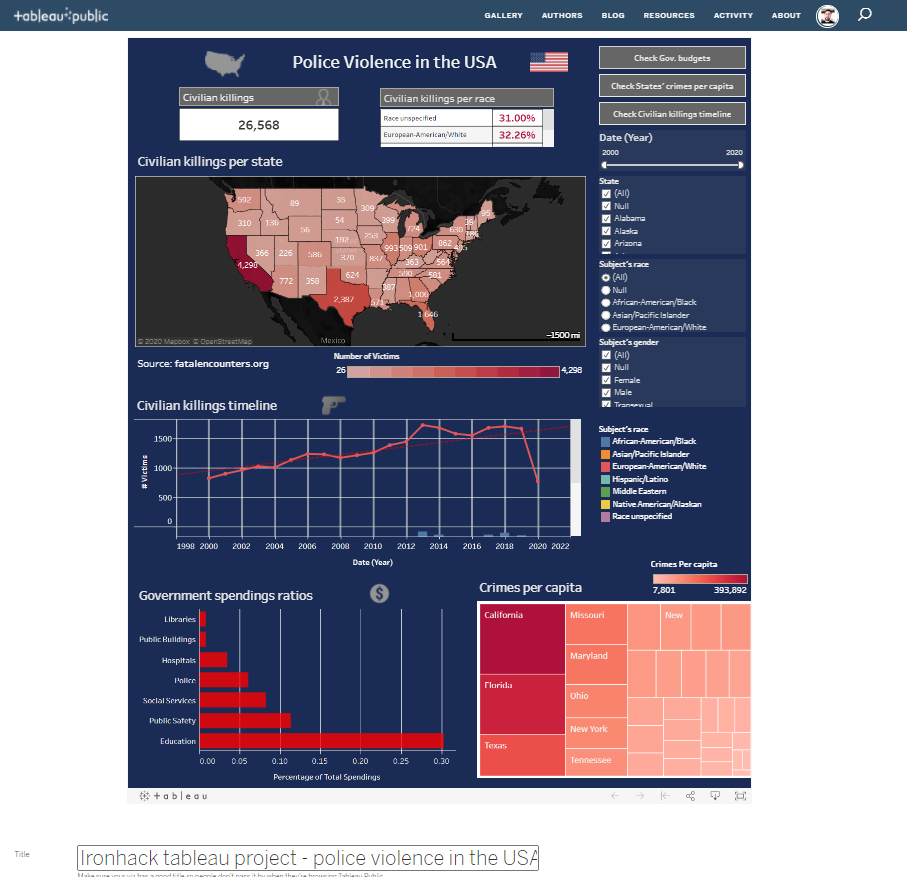 tableau public
GALLERY AUTHORS BLOG RESOURCES ACTIVITY ABOUT
Police Violence in the USA
Check Gov. budgets
Check States' crimes per capita
Check Civilian killings timeline
Civilian killings
26,568
Civilian killings per race
Race unspecified 31.00%
European-American/White 32.26%
Date (Year)
2000 2020
Civilian killings per state
592 89 35 309 95
310 136 56 54 399 724 630 39
366 226 586 192 253 993 509 901 862
4,298 370 837 363 564
772 358 624 590 581
2,387 571 387 1,006
1,646
Mexico
© 2020 Mapbox © OpenStreetMap
~1500 mi
State
(All)
Null
Alabama
Alaska
Arizona
Subject's race
(All)
Null
African-American/Black
Asian/Pacific Islander
European-American/White
Subject's gender
(All)
Null
Female
Male
Transexual
Source: fatalencounters.org
Number of Victims
26 4,298
Civilian killings timeline
# Victims
1500
1000
500
0
1998 2000 2002 2004 2006 2008 2010 2012 2014 2016 2018 2020 2022
Date (Year)
Subject's race
African-American/Black
Asian/Pacific Islander
European-American/White
Hispanic/Latino
Middle Eastern
Native American/Alaskan
Race unspecified
Government spendings ratios
$
Libraries
Public Buildings
Hospitals
Police
Social Services
Public Safety
Education
0.00 0.05 0.10 0.15 0.20 0.25 0.30
Percentage of Total Spendings
Crimes Per capita
7,801 393,892
Crimes per capita
California
Florida
Texas
Missouri
Maryland
Ohio
New York
Tennessee
New
+ a b | e a u
Title
Ironhack tableau project - police violence in the USA
Make sure your viz has a good title so people don't pass it by when they're browsing Tableau Public.